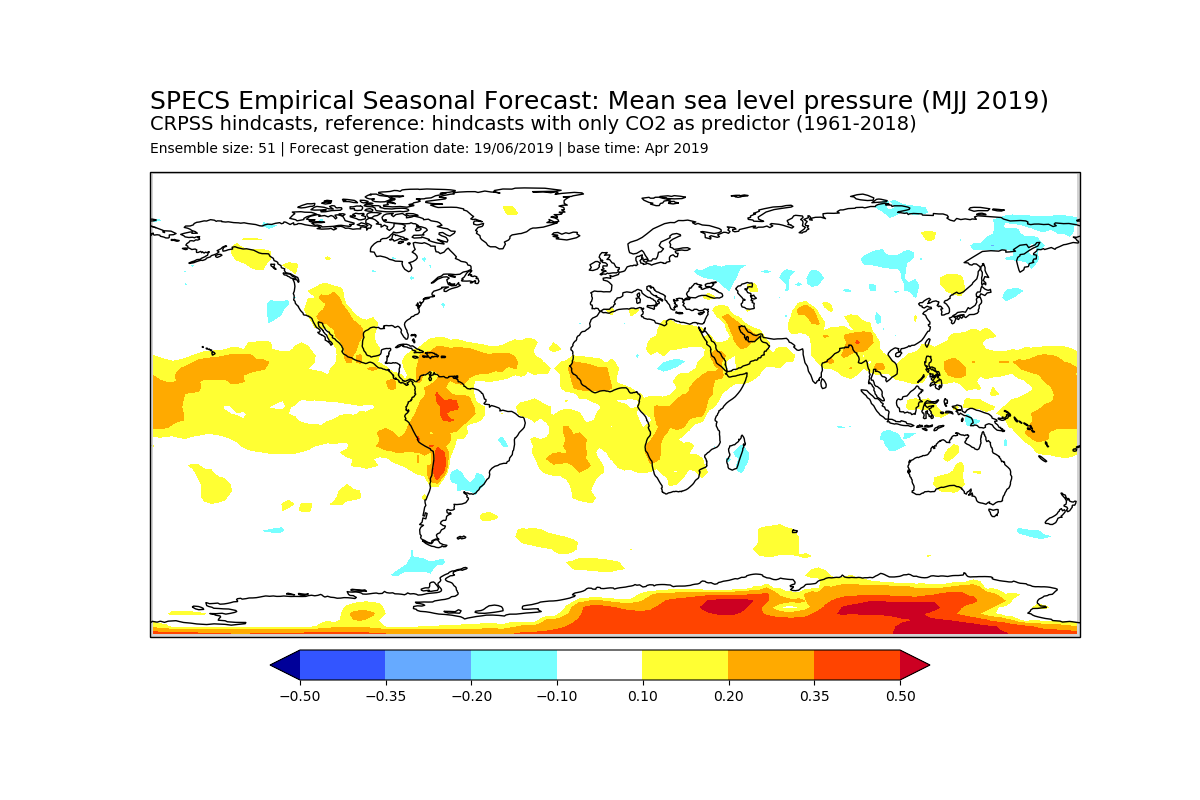 SPECS Empirical Seasonal Forecast: Mean sea level pressure (MJJ 2019)
CRPSS hindcasts, reference: hindcasts with only CO2 as predictor (1961-2018)
Ensemble size: 51 | Forecast generation date: 19/06/2019 | base time: Apr 2019
−0.50 −0.35 −0.20 −0.10 0.10 0.20 0.35 0.50